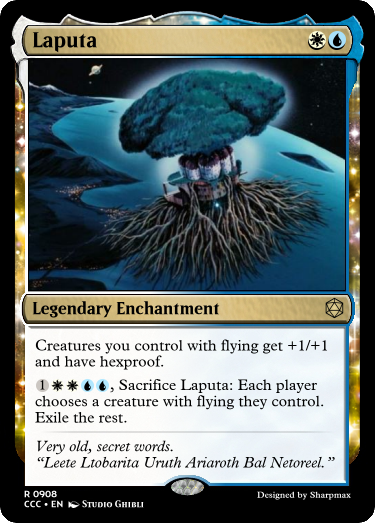 Laputa
Legendary Enchantment
Creatures you control with flying get +1/+1
and have hexproof.
1, Sacrifice Laputa: Each player
chooses a creature with flying they control.
Exile the rest.
Very old, secret words.
“Leete Ltobarita Uruth Ariaroth Bal Netoreel.”
R 0908
CCC • EN Studio Ghibli
Designed by Sharpmax